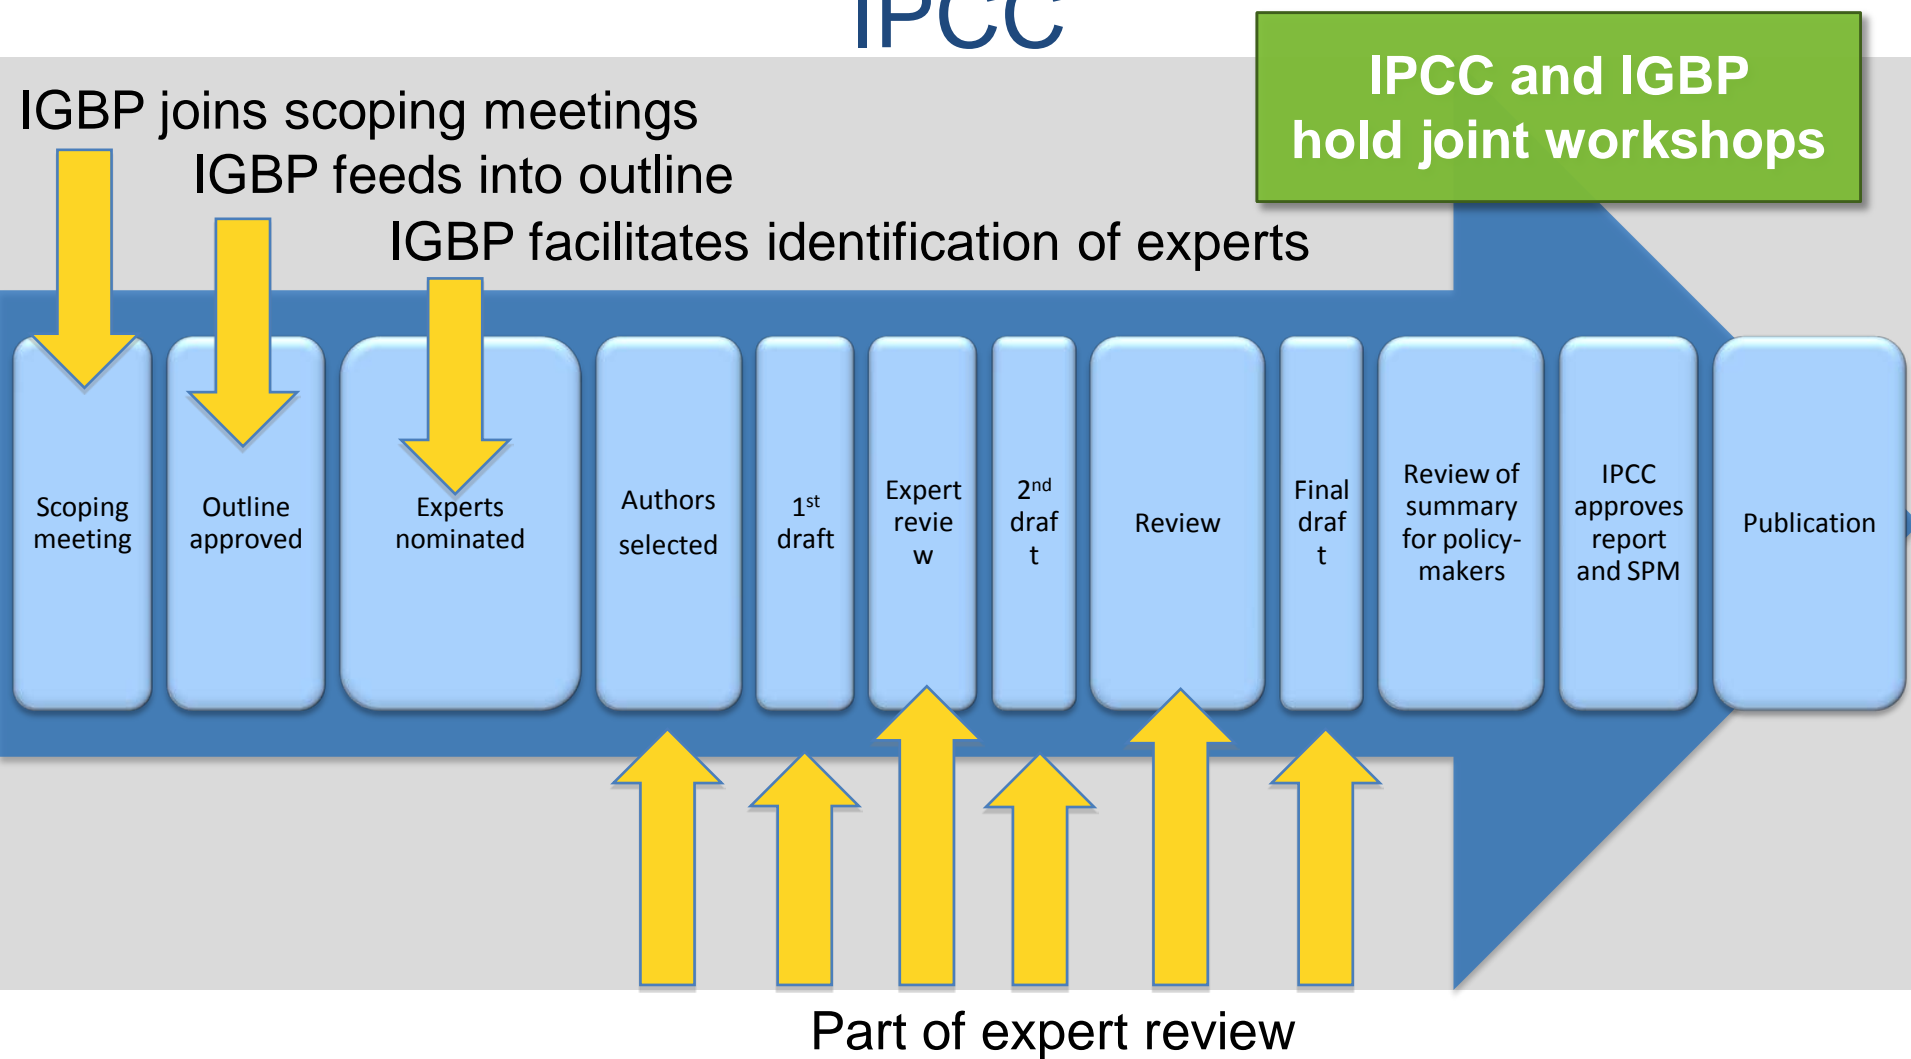 IPCC
IPCC and IGBP
hold joint workshops
IGBP joins scoping meetings
IGBP feeds into outline
IGBP facilitates identification of experts
Scoping
meeting
Outline
approved
Experts
nominated
Authors
selected
1st
draft
Expert
revie
w
2nd
draf
t
Review
Final
draf
t
Review of
summary
for policy-
makers
IPCC
approves
report
and SPM
Publication
Part of expert review